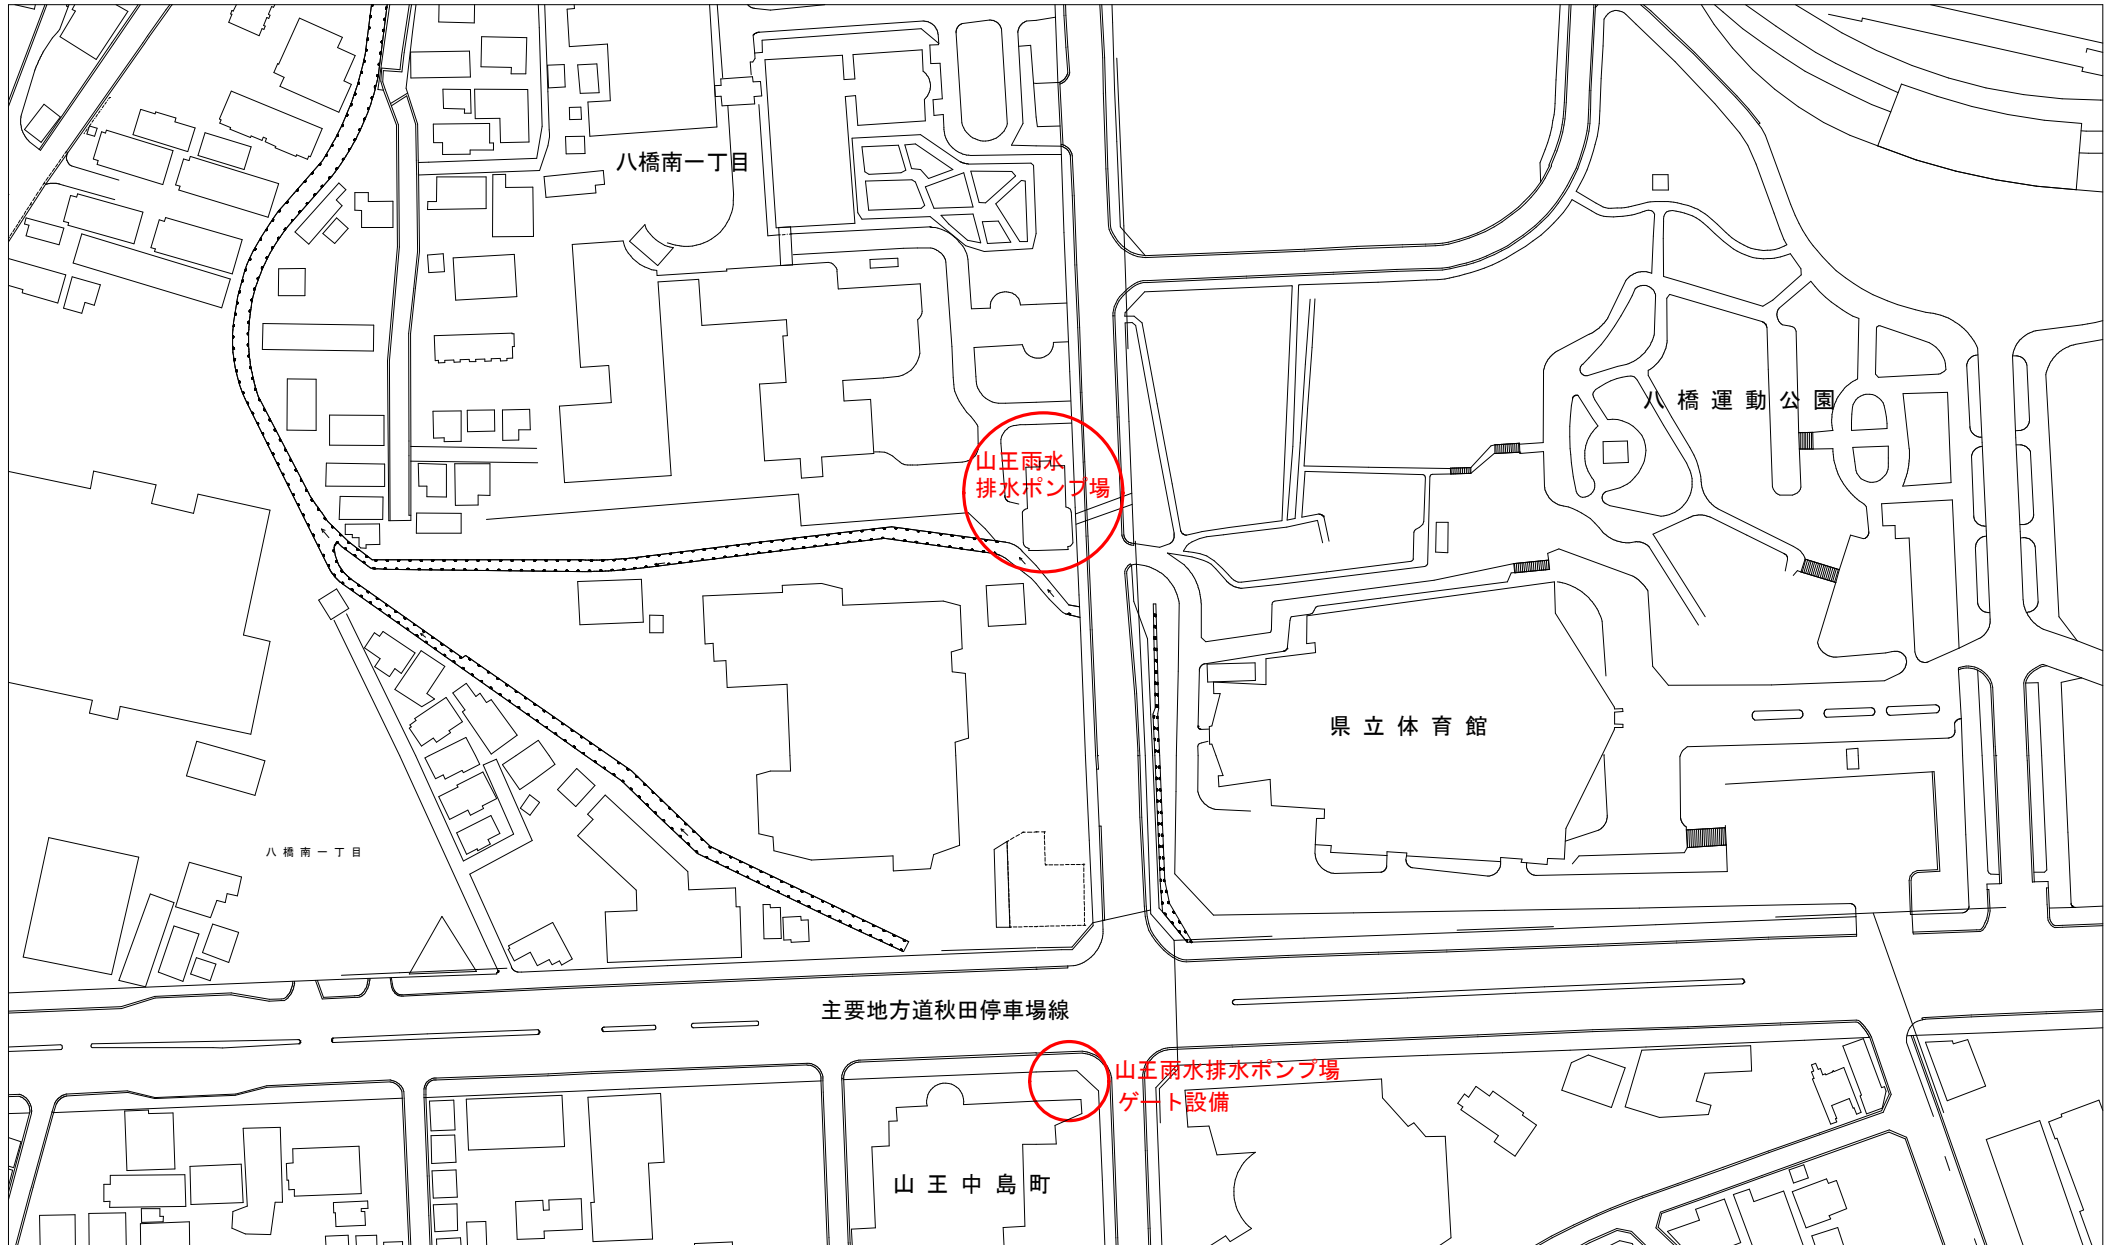 八橋南一丁目
八橋運動公園
山王雨水
排水ポンプ場
県立体育館
八橋南一丁目
主要地方道秋田停車場線
山王雨水排水ポンプ場
ゲート設備
山王中島町